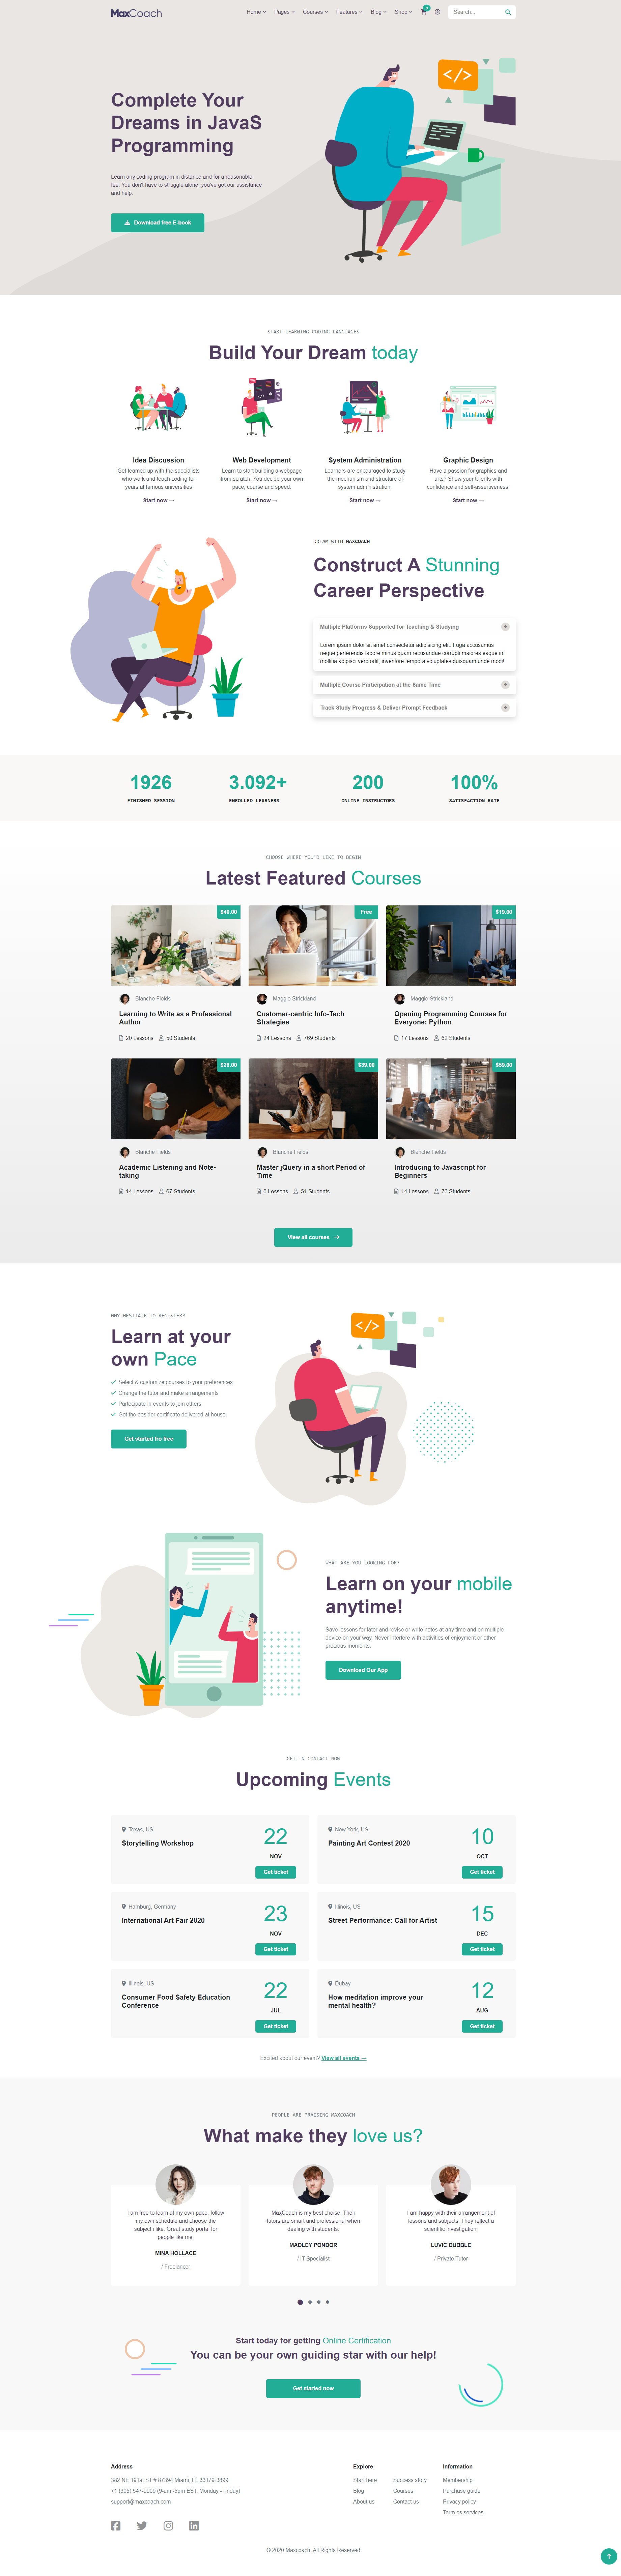 MaxCoach
Home Pages Courses Features Blog Shop
Search...
Complete Your
Dreams in JavaS
Programming
Learn any coding program in distance and for a reasonable
fee. You don't have to struggle alone, you've got our assistance
and help.
Download free E-book
START LEARNING CODING LANGUAGES
Build Your Dream today
Idea Discussion
Get teamed up with the specialists
who work and teach coding for
years at famous universities
Start now →
Web Development
Learn to start building a webpage
from scratch. You decide your own
pace, course and speed.
Start now →
System Administration
Learners are encouraged to study
the mechanism and structure of
system administration.
Start now →
Graphic Design
Have a passion for graphics and
arts? Show your talents with
confidence and self-assertiveness.
Start now →
DREAM WITH MAXCOACH
Construct A Stunning
Career Perspective
Multiple Platforms Supported for Teaching & Studying
Lorem ipsum dolor sit amet consectetur adipisicing elit. Fuga accusamus
neque perferendis labore minus quam recusandae corrupti maiores eaque in
mollitia adipisci vero odit, inventore tempora voluptates quisquam unde modi!
Multiple Course Participation at the Same Time
Track Study Progress & Deliver Prompt Feedback
1926
FINISHED SESSION
3.092+
ENROLLED LEARNERS
200
ONLINE INSTRUCTORS
100%
SATISFACTION RATE
CHOOSE WHERE YOU'D LIKE TO BEGIN
Latest Featured Courses
$40.00
Blanche Fields
Learning to Write as a Professional
Author
20 Lessons 50 Students
Free
Maggie Strickland
Customer-centric Info-Tech
Strategies
24 Lessons 769 Students
$19.00
Maggie Strickland
Opening Programming Courses for
Everyone: Python
17 Lessons 62 Students
$26.00
Blanche Fields
Academic Listening and Note-
taking
14 Lessons 67 Students
$39.00
Blanche Fields
Master jQuery in a short Period of
Time
6 Lessons 51 Students
$59.00
Blanche Fields
Introducing to Javascript for
Beginners
14 Lessons 76 Students
View all courses →
WHY HESITATE TO REGISTER?
Learn at your
own Pace
Select & customize courses to your preferences
Change the tutor and make arrangements
Partecipate in events to join others
Get the desider certificate delivered at house
Get started fro free
</>
WHAT ARE YOU LOOKING FOR?
Learn on your mobile
anytime!
Save lessons for later and revise or write notes at any time and on multiple
device on your way. Never interfere with activities of enjoyment or other
precious moments.
Download Our App
GET IN CONTACT NOW
Upcoming Events
Texas, US
Storytelling Workshop
22
NOV
Get ticket
New York, US
Painting Art Contest 2020
10
OCT
Get ticket
Hamburg, Germany
International Art Fair 2020
23
NOV
Get ticket
Illinois, US
Street Performance: Call for Artist
15
DEC
Get ticket
Illinois. US
Consumer Food Safety Education
Conference
22
JUL
Get ticket
Dubay
How meditation improve your
mental health?
12
AUG
Get ticket
Excited about our event? View all events →
PEOPLE ARE PRAISING MAXCOACH
What make they love us?
I am free to learn at my own pace, follow
my own schedule and choose the
subject i like. Great study portal for
people like me.
MINA HOLLACE
/ Freelancer
MaxCoach is my best choise. Their
tutors are smart and professional when
dealing with students.
MADLEY PONDOR
/ IT Specialist
I am happy with their arrangement of
lessons and subjects. They reflect a
scientific investigation.
LUVIC DUBBLE
/ Private Tutor
Start today for getting Online Certification
You can be your own guiding star with our help!
Get started now
Address
382 NE 191st ST # 87394 Miami, FL 33179-3899
+1 (305) 547-9909 (9-am -5pm EST, Monday - Friday)
support@maxcoach.com
Explore
Start here Success story
Blog Courses
About us Contact us
Information
Membership
Purchase guide
Privacy policy
Term os services
© 2020 Maxcoach. All Rights Reserved